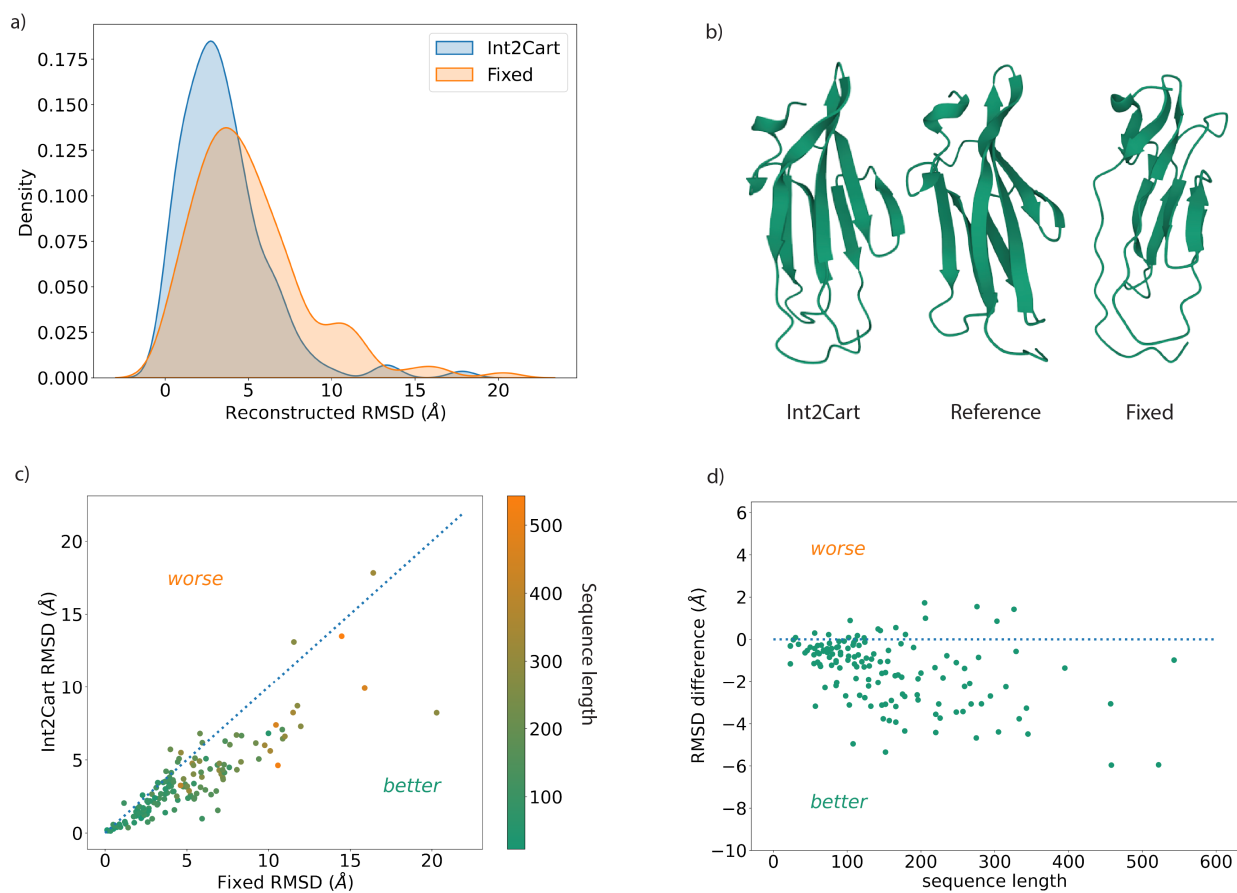 a)
0.175
0.150
0.125
0.100
0.075
0.050
0.025
0.000
Density
Int2Cart
Fixed
0 5 10 15 20
Reconstructed RMSD (Å)
b)
Int2Cart Reference Fixed
c)
20
15
10
5
0
Int2Cart RMSD (Å)
worse
better
0 5 10 15 20
Fixed RMSD (Å)
500
400
300
200
100
Sequence length
d)
6
4
2
0
−2
−4
−6
−8
−10
RMSD difference (Å)
worse
better
0 100 200 300 400 500 600
sequence length